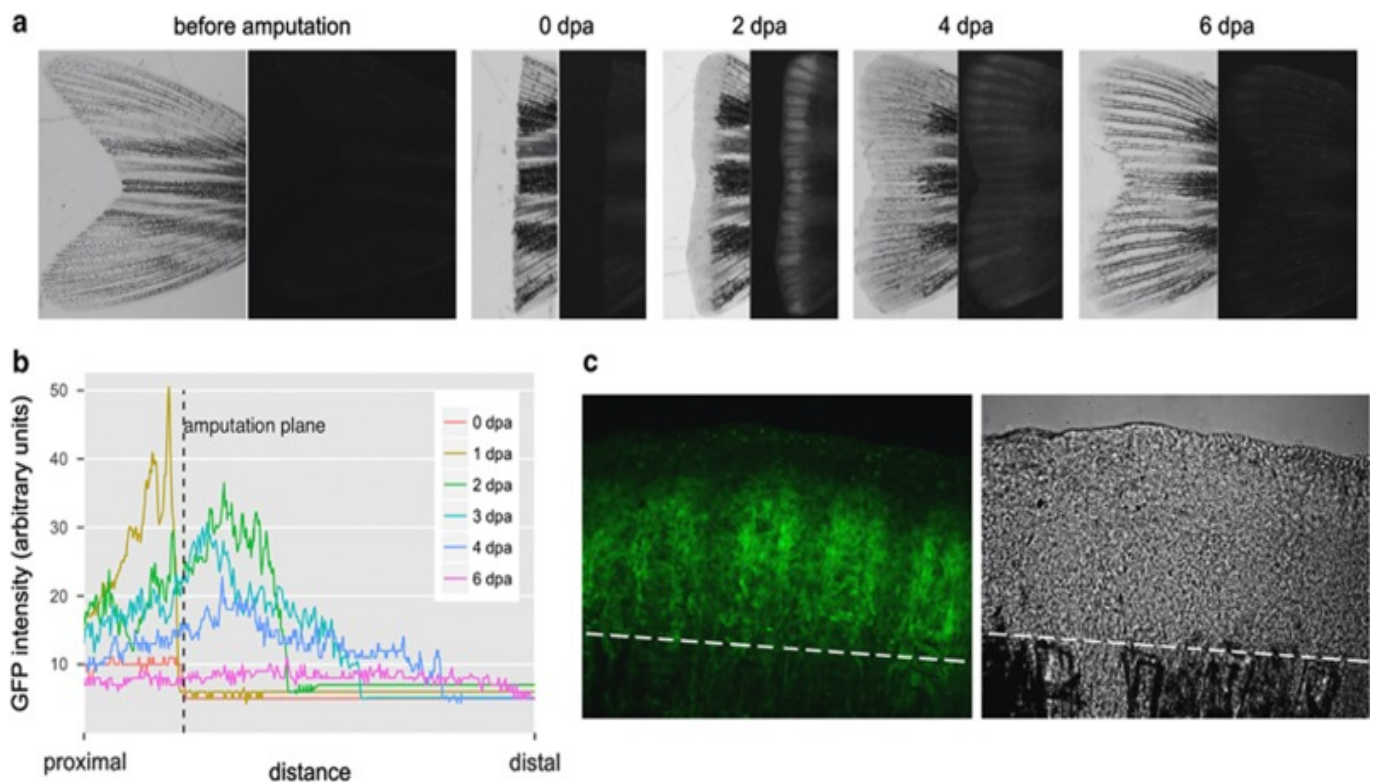 a
before amputation
0 dpa
2 dpa
4 dpa
6 dpa
b
GFP intensity (arbitrary units)
50
40
30
20
10
amputation plane
0 dpa
1 dpa
2 dpa
3 dpa
4 dpa
6 dpa
proximal
distance
distal
c